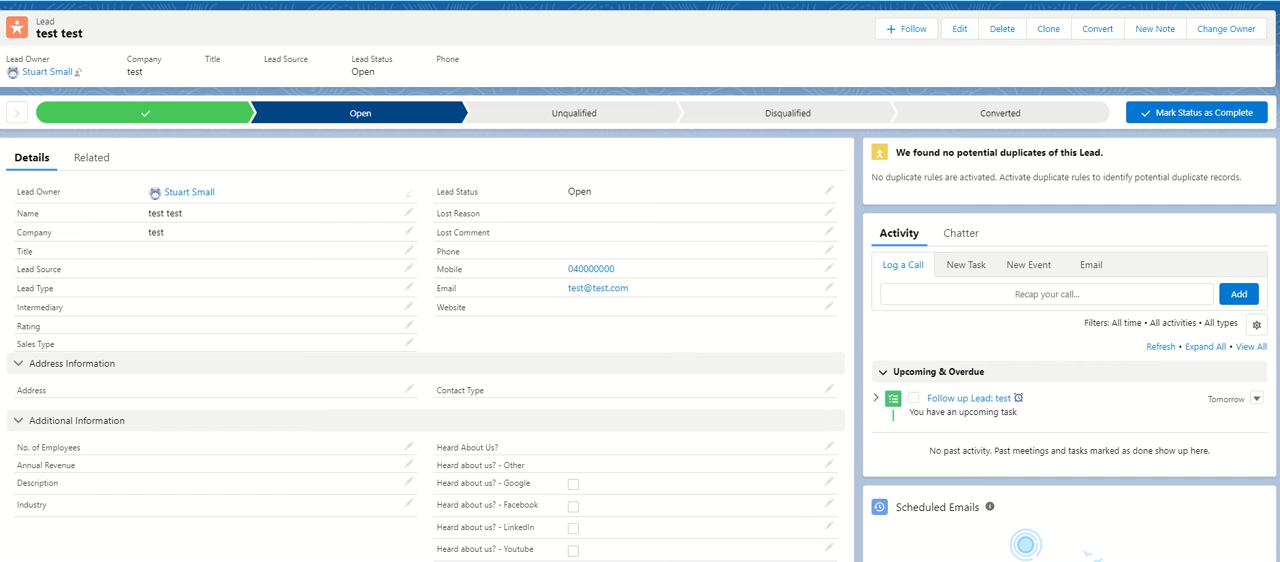 Lead
test test
Follow Edit Delete Clone Convert New Note Change Owner
Lead Owner Company Title Lead Source Lead Status Phone
Stuart Small test Open
Open Unqualified Disqualified Converted Mark Status as Complete
Details Related
Lead Owner Stuart Small Lead Status Open
Name test test Lost Reason
Company test Lost Comment
Title Phone
Lead Source Mobile 040000000
Lead Type Email test@test.com
Intermediary Website
Rating
Sales Type
Address Information
Address Contact Type
Additional Information
No. of Employees Heard About Us?
Annual Revenue Heard about us? - Other
Description Heard about us? - Google
Industry Heard about us? - Facebook
Heard about us? - LinkedIn
Heard about us? - Youtube
We found no potential duplicates of this Lead.
No duplicate rules are activated. Activate duplicate rules to identify potential duplicate records.
Activity Chatter
Log a Call New Task New Event Email
Recap your call... Add
Filters: All time • All activities • All types
Refresh • Expand All • View All
Upcoming & Overdue
Follow up Lead: test Tomorrow
You have an upcoming task
No past activity. Past meetings and tasks marked as done show up here.
Scheduled Emails